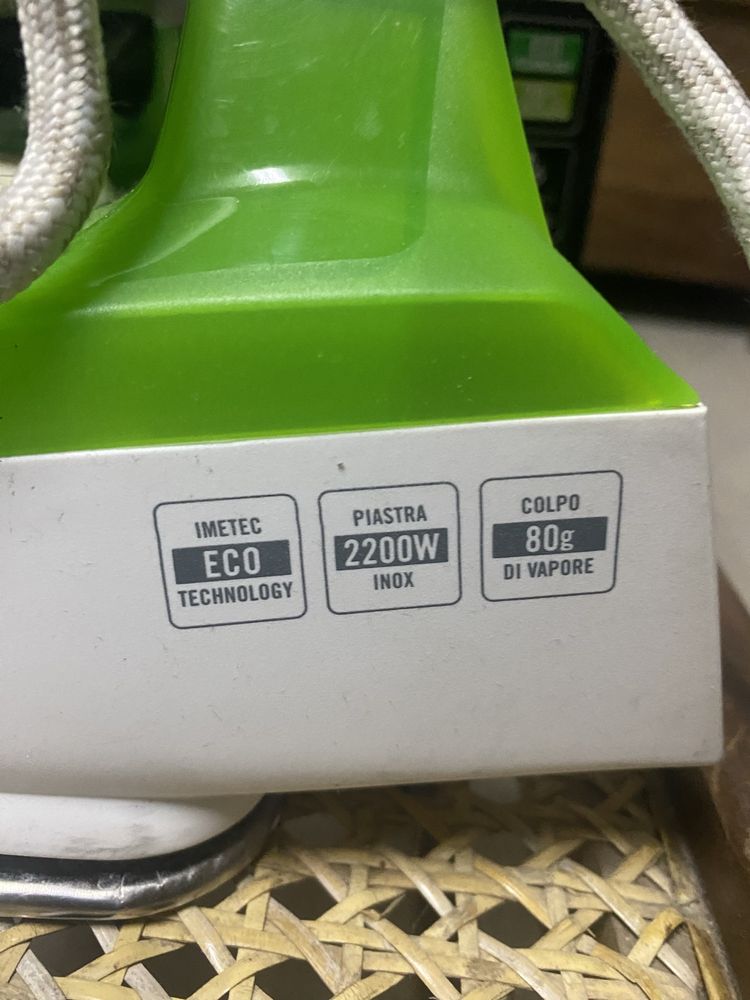 IMETEC
ECO
TECHNOLOGY
PIASTRA
2200W
INOX
COLPO
80g
DI VAPORE